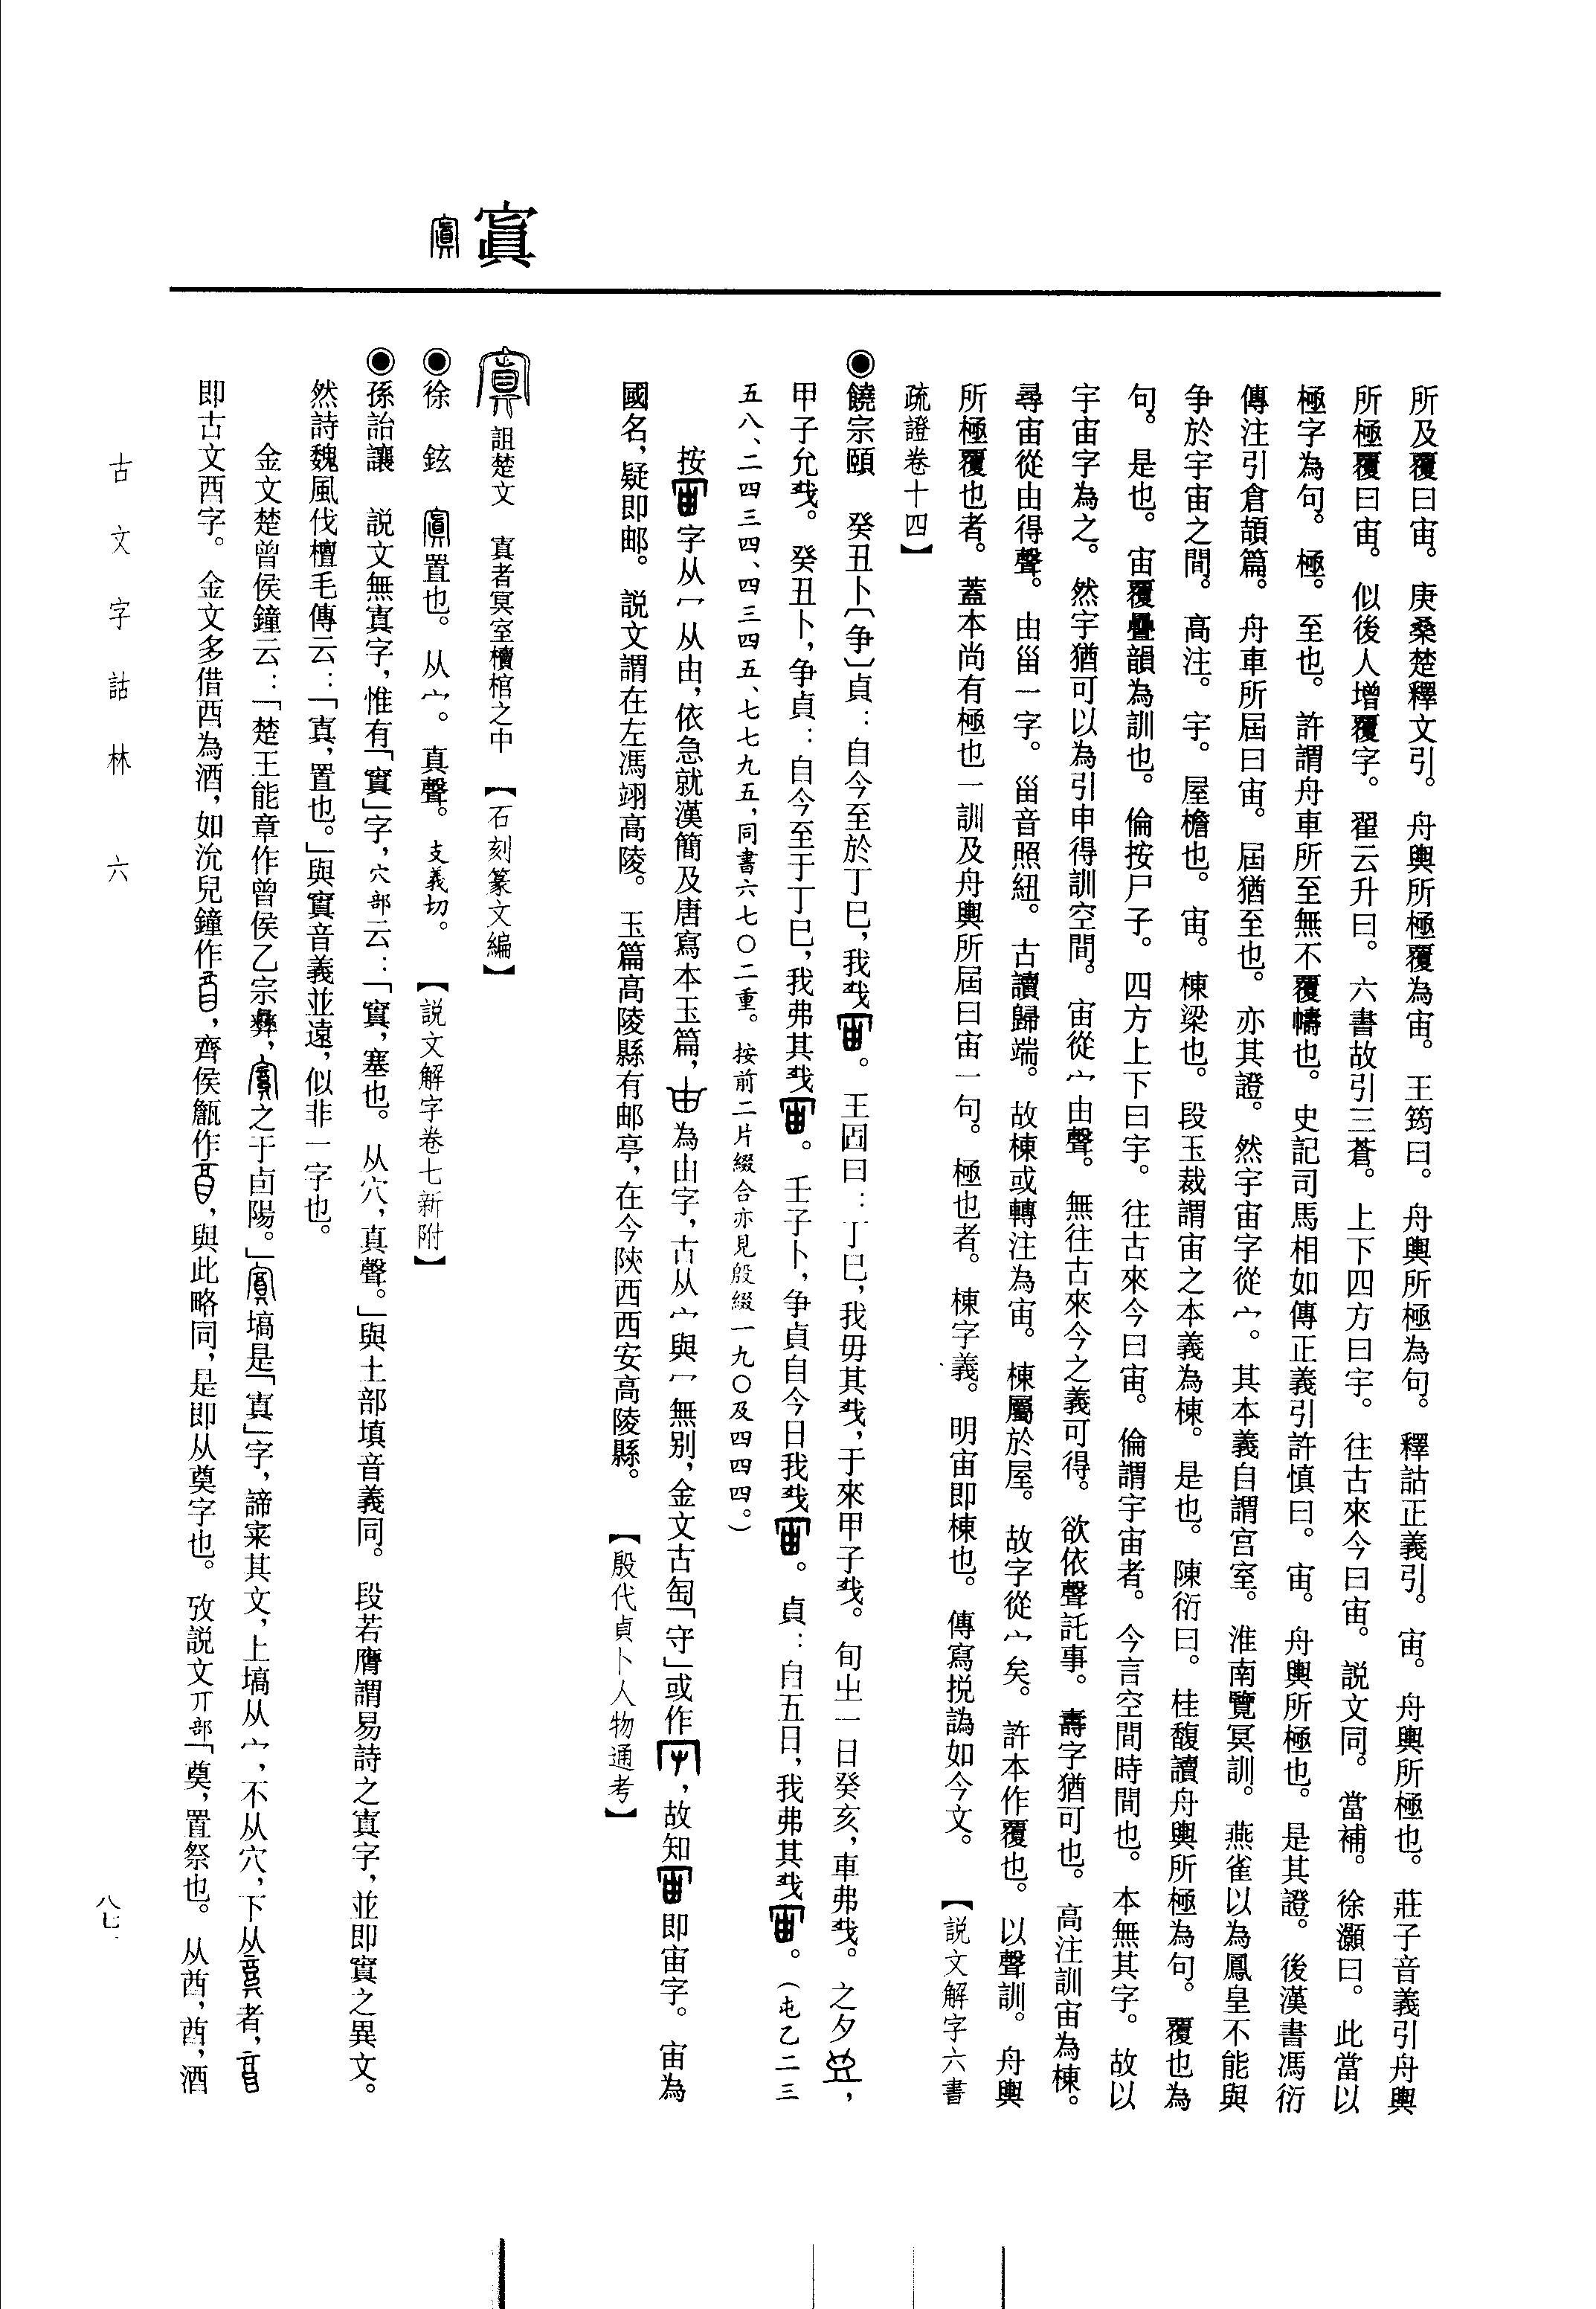 寘
所及覆曰宙。庚桑楚釋文引。舟輿所極覆為宙。王筠曰。舟輿所極為句。釋詁正義引。宙。舟輿所極也。莊子音義引舟輿
所極覆曰宙。似後人增覆字。翟云升曰。六書故引三蒼。上下四方曰宇。往古來今曰宙。説文同。當補。徐灝曰。此當以
極字為句。極。至也。許謂舟車所至無不覆幬也。史記司馬相如傳正義引許慎曰。宙。舟輿所極也。是其證。後漢書馮衍
傳注引倉頡篇。舟車所屆曰宙。屆猶至也。亦其證。然宇宙字從宀。其本義自謂宫室。淮南覽冥訓。燕雀以為鳳皇不能與
争於宇宙之間。高注。宇。屋檐也。宙。棟梁也。段玉裁謂宙之本義為棟。是也。陳衍曰。桂馥讀舟輿所極為句。覆也為
句。是也。宙覆疊韻為訓也。倫按尸子。四方上下曰宇。往古來今曰宙。倫謂宇宙者。今言空間時間也。本無其字。故以
宇宙字為之。然宇猶可以為引申得訓空間。宙從宀由聲。無往古來今之義可得。欲依聲託事。壽字猶可也。高注訓宙為棟。
尋宙從由得聲。由甾一字。甾音照紐。古讀歸端。故棟或轉注為宙。棟屬於屋。故字從宀矣。許本作覆也。以聲訓。舟輿
所極覆也者。蓋本尚有極也一訓及舟輿所屆曰宙一句。極也者。棟字義。明宙即棟也。傳寫捝譌如今文。【説文解字六書
疏證卷十四】
◉饒宗頤　癸丑卜〔争〕貞：自今至於丁巳，我𢦏。王固曰：丁巳，我毋其𢦏，于來甲子𢦏。旬㞢一日癸亥，車弗𢦏。之夕，
甲子允𢦏。癸丑卜，争貞：自今至于丁巳，我弗其𢦏。壬子卜，争貞自今日我𢦏。貞：自五日，我弗其𢦏。（屯乙二三
五八、二四三四、四三四五、七七九五，同書六七〇二重。按前二片綴合亦見殷綴一九〇及四四四。）
按字从冖从由，依急就漢簡及唐寫本玉篇，為由字，古从宀與冖無别，金文古匋「守」或作，故知即宙字。宙為
國名，疑即邮。説文謂在左馮翊高陵。玉篇高陵縣有邮亭，在今陝西西安高陵縣。【殷代貞卜人物通考】
詛楚文　寘者冥室櫝棺之中　【石刻篆文編】
◉徐　鉉　置也。从宀。真聲。支義切。【説文解字卷七新附】
◉孫詒讓　説文無寘字，惟有「窴」字，穴部云：「窴，塞也。从穴，真聲。」與土部填音義同。段若膺謂易詩之寘字，並即窴之異文。
然詩魏風伐檀毛傳云：「寘，置也。」與窴音義並遠，似非一字也。
金文楚曾侯鐘云：「楚王能章作曾侯乙宗彝，之于卣陽。」塙是「寘」字，諦宷其文，上塙从宀，不从穴，下从者，
即古文酉字。金文多借酉為酒，如沇兒鐘作，齊侯甔作，與此略同，是即从奠字也。攷説文丌部「奠，置祭也。从酋，酋，酒
古文字詁林　六